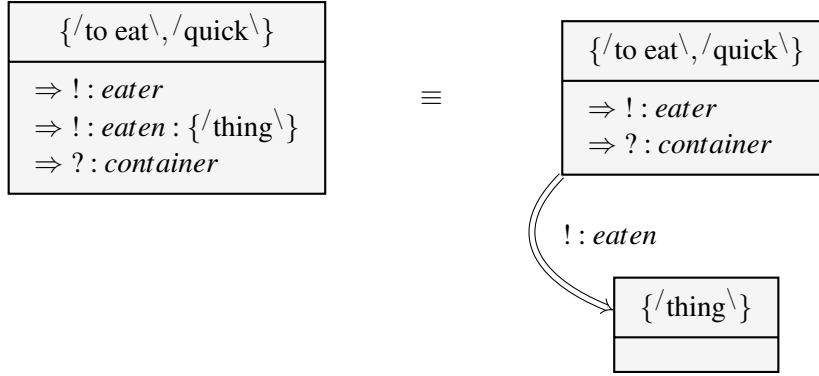 {/to eat\, /quick\}
⇒ ! : eater
⇒ ! : eaten : {/thing\}
⇒ ? : container
≡
{/to eat\, /quick\}
⇒ ! : eater
⇒ ? : container
! : eaten
{/thing\}